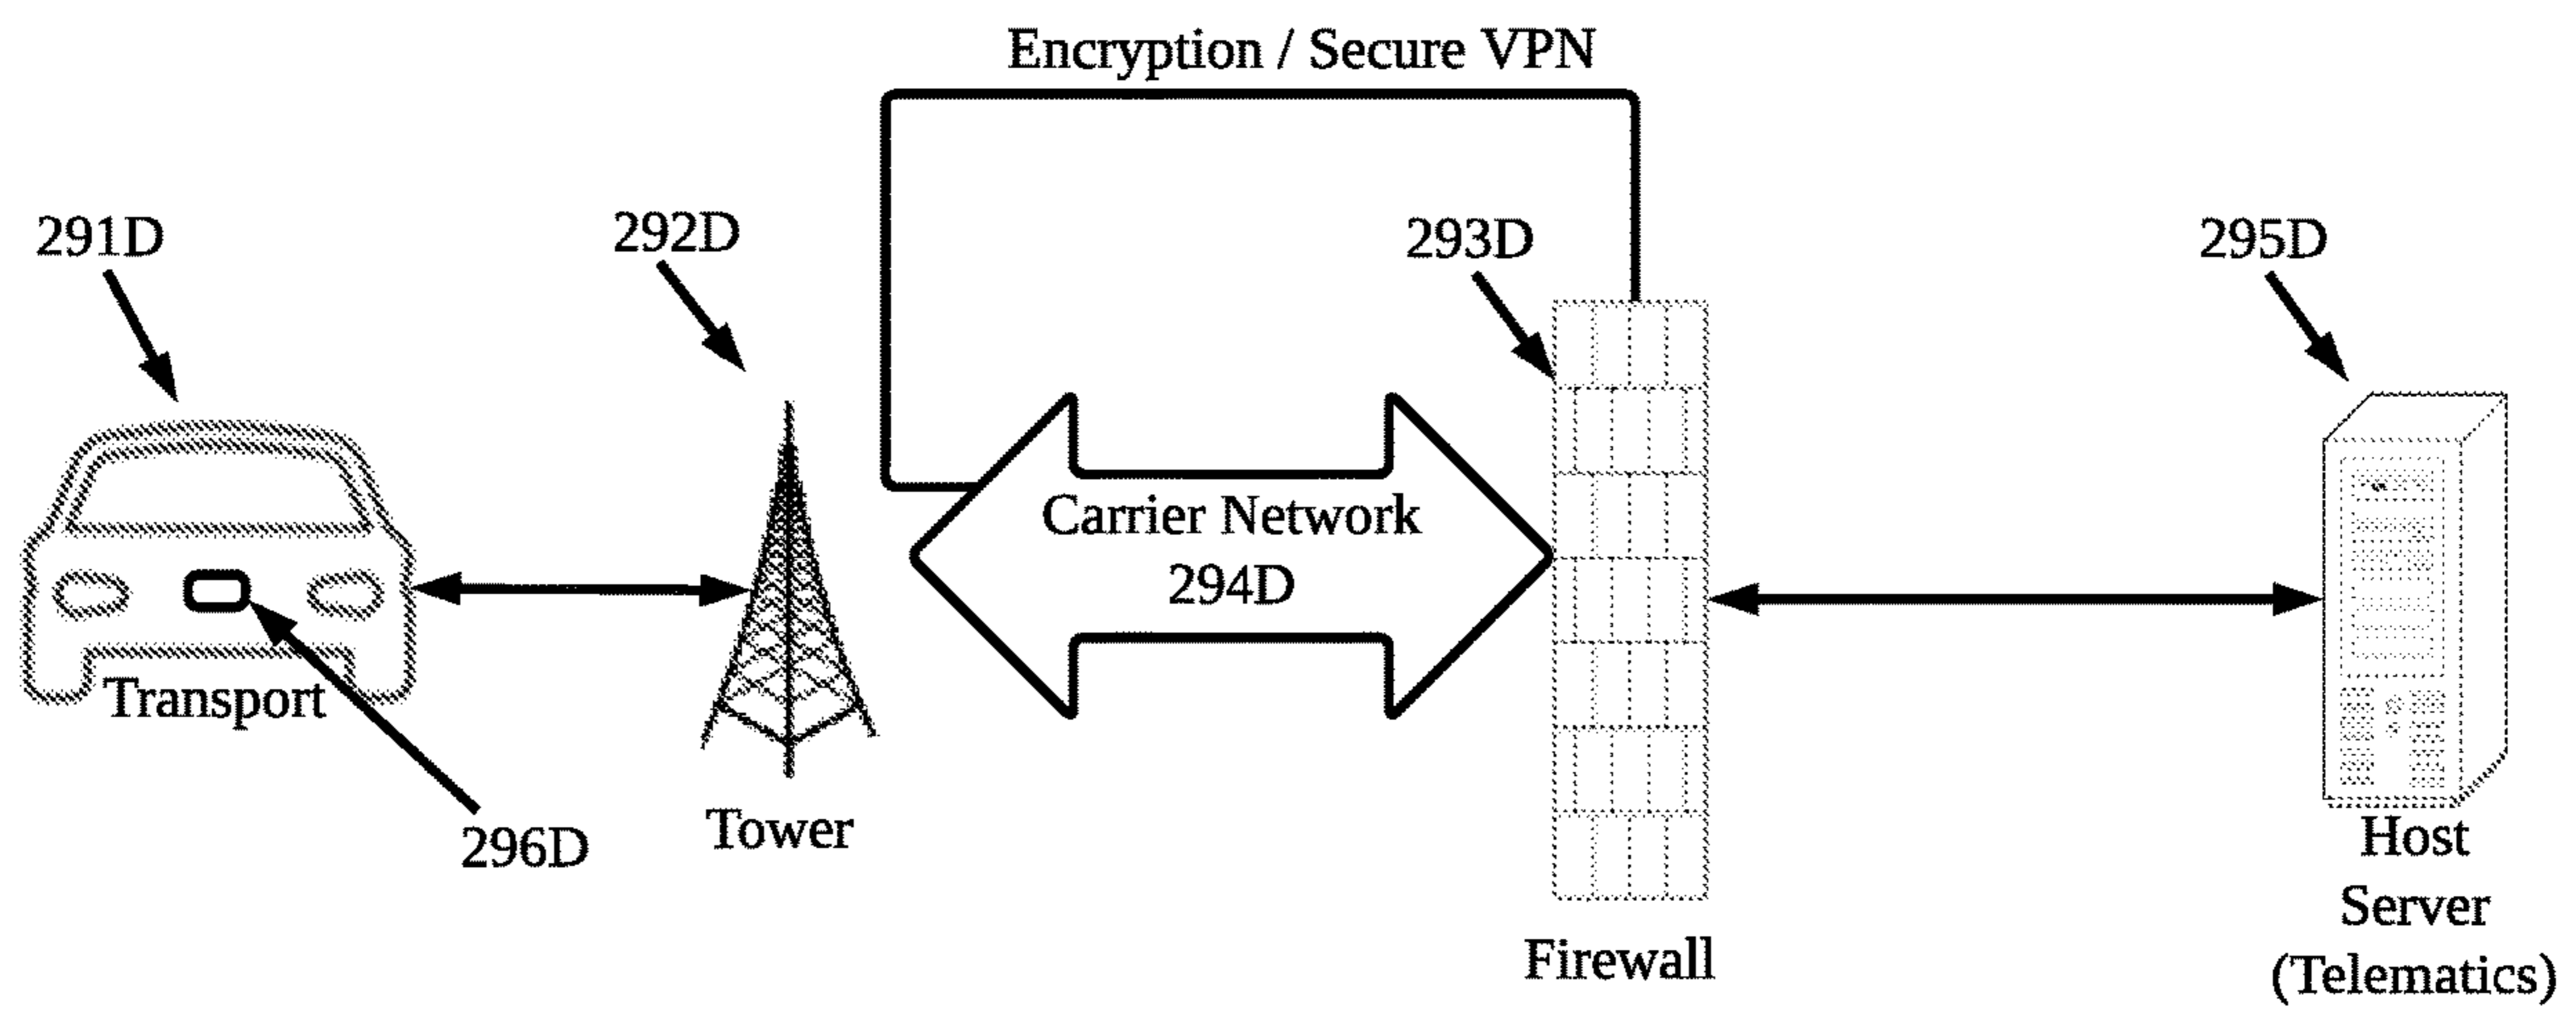 Encryption / Secure VPN
291D
292D
293D
295D
Carrier Network
294D
Transport
296D
Tower
Firewall
Host
Server
(Telematics)